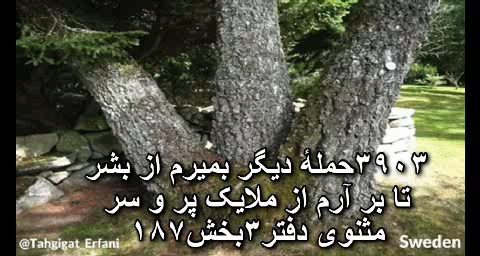 ۳۹۰۳حملهٔ دیگر بمیرم از بشر
تا بر آرم از ملایک پر و سر
مثنوی دفتر۳بخش۱۸۷
@Tahgigat_Erfani
Sweden